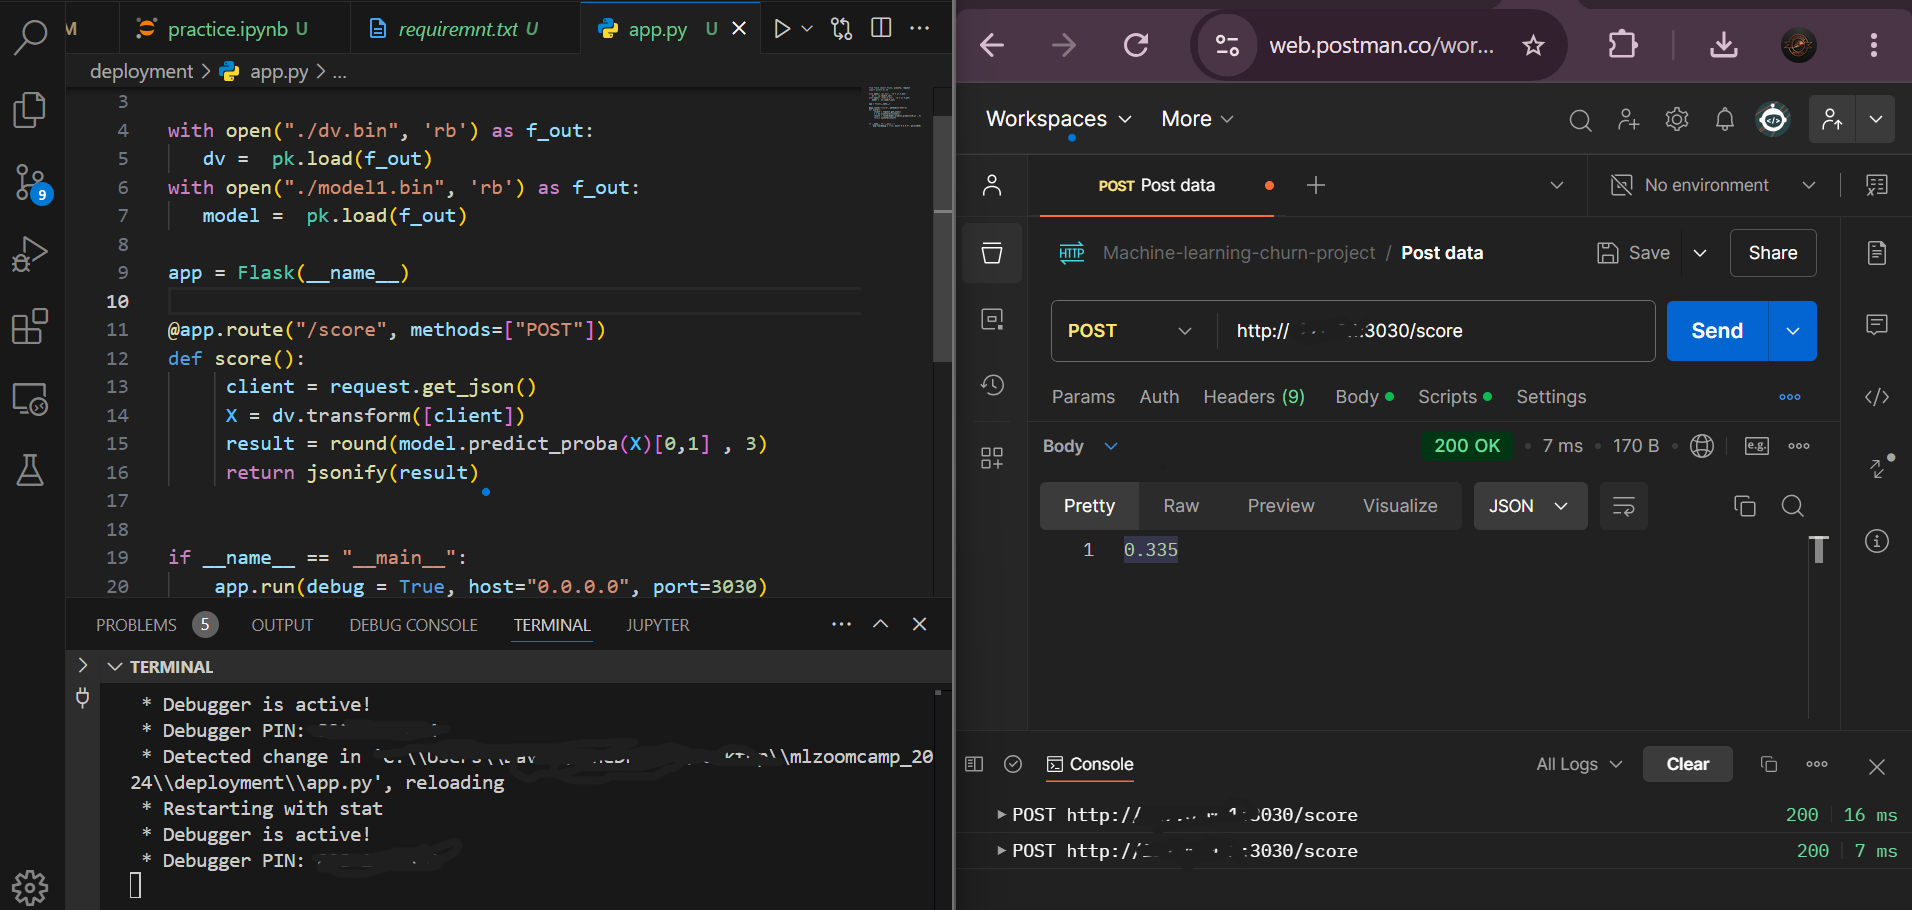 M
practice.ipynb U
requiremnt.txt U
app.py U
deployment > app.py > ...
3
4 with open("./dv.bin", 'rb') as f_out:
5 dv = pk.load(f_out)
6 with open("./model1.bin", 'rb') as f_out:
7 model = pk.load(f_out)
8
9 app = Flask(__name__)
10
11 @app.route("/score", methods=["POST"])
12 def score():
13 client = request.get_json()
14 X = dv.transform([client])
15 result = round(model.predict_proba(X)[0,1] , 3)
16 return jsonify(result)
17
18
19 if __name__ == "__main__":
20 app.run(debug = True, host="0.0.0.0", port=3030)
9
PROBLEMS 5 OUTPUT DEBUG CONSOLE TERMINAL JUPYTER
TERMINAL
* Debugger is active!
* Debugger PIN:
* Detected change in \\mlzoomcamp_20
24\\deployment\\app.py', reloading
* Restarting with stat
* Debugger is active!
* Debugger PIN:
web.postman.co/wor...
Workspaces More
POST Post data
No environment
HTTP Machine-learning-churn-project / Post data Save Share
POST http:// :3030/score Send
Params Auth Headers (9) Body Scripts Settings
Body 200 OK 7 ms 170 B e.g.
Pretty Raw Preview Visualize JSON
1 0.335
Console All Logs Clear
POST http:// :3030/score 200 16 ms
POST http:// :3030/score 200 7 ms